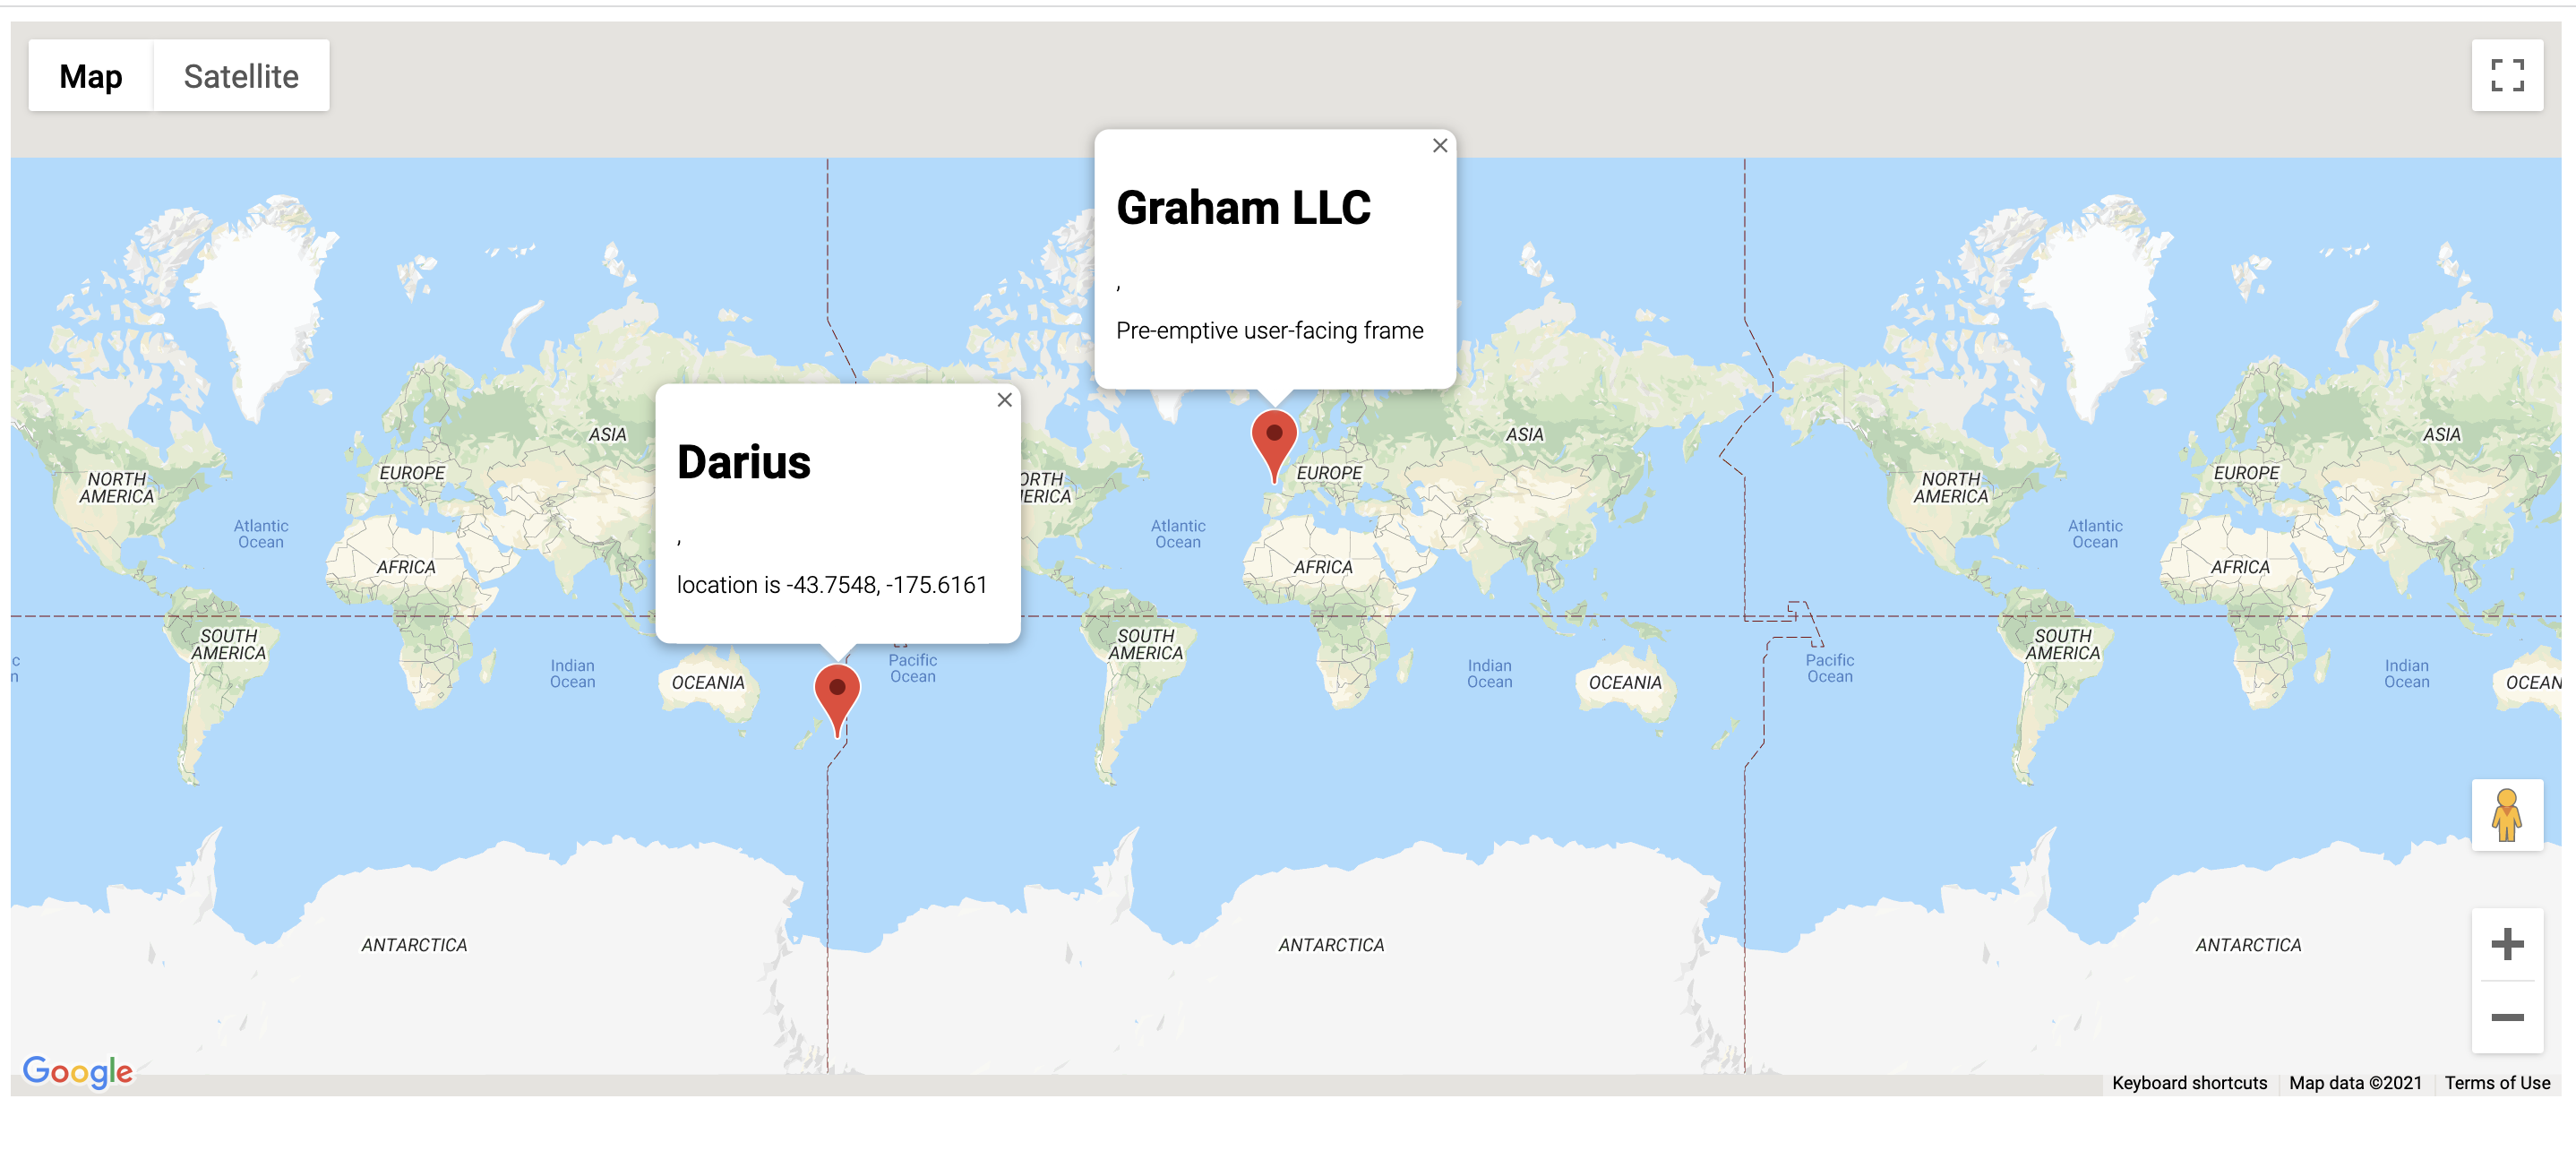 Map
Satellite
Graham LLC
,
Pre-emptive user-facing frame
Darius
,
location is -43.7548, -175.6161
NORTH
AMERICA
Atlantic
Ocean
EUROPE
ASIA
AFRICA
SOUTH
AMERICA
Indian
Ocean
OCEANIA
Pacific
Ocean
ANTARCTICA
ORTH
ERICA
Atlantic
Ocean
EUROPE
ASIA
AFRICA
SOUTH
AMERICA
Indian
Ocean
OCEANIA
Pacific
Ocean
ANTARCTICA
NORTH
AMERICA
Atlantic
Ocean
EUROPE
ASIA
AFRICA
SOUTH
AMERICA
Indian
Ocean
OCEAN
ANTARCTICA
c
n
Google
Keyboard shortcuts
Map data ©2021
Terms of Use